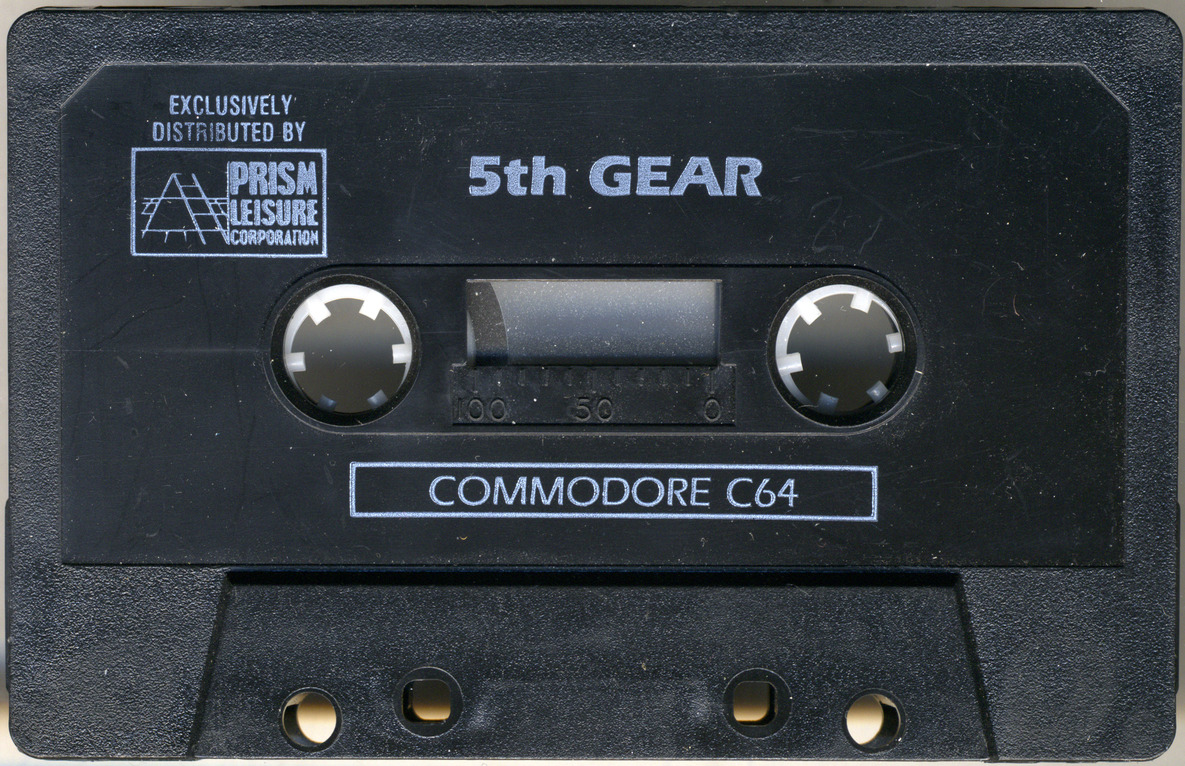 EXCLUSIVELY
DISTRIBUTED BY
PRISM
LEISURE
CORPORATION
5th GEAR
100 50 0
COMMODORE C64